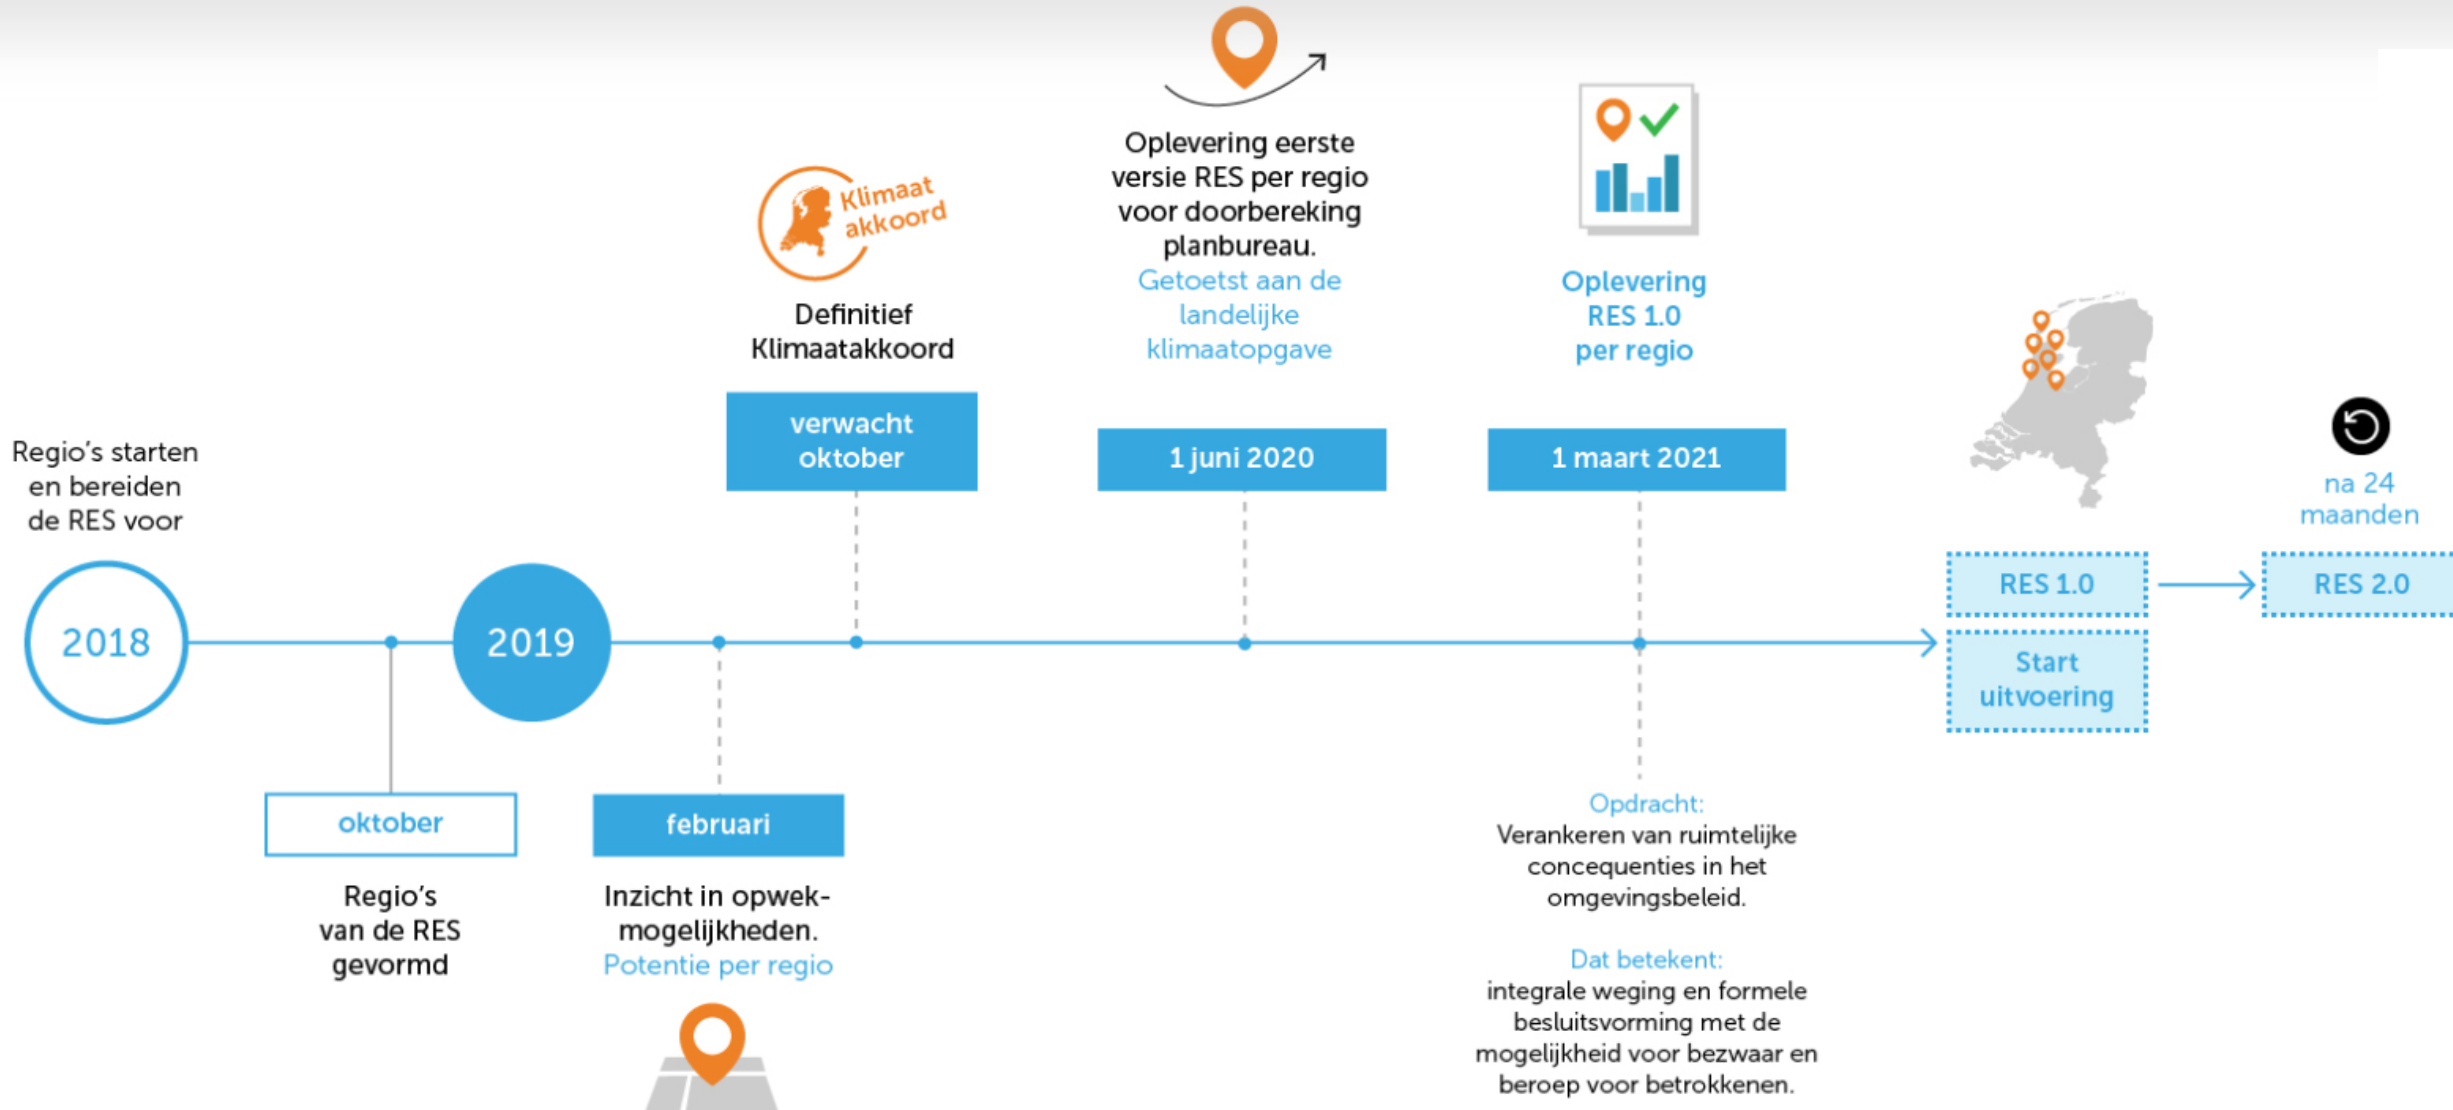 Regio's starten
en bereiden
de RES voor
2018
oktober
Regio's
van de RES
gevormd
2019
februari
Inzicht in opwek-
mogelijkheden.
Potentie per regio
Klimaat
akkoord
Definitief
Klimaatakkoord
verwacht
oktober
Oplevering eerste
versie RES per regio
voor doorbereking
planbureau.
Getoetst aan de
landelijke
klimaatopgave
1 juni 2020
Oplevering
RES 1.0
per regio
1 maart 2021
Opdracht:
Verankeren van ruimtelijke
concequenties in het
omgevingsbeleid.
Dat betekent:
integrale weging en formele
besluitsvorming met de
mogelijkheid voor bezwaar en
beroep voor betrokkenen.
RES 1.0
Start
uitvoering
na 24
maanden
RES 2.0